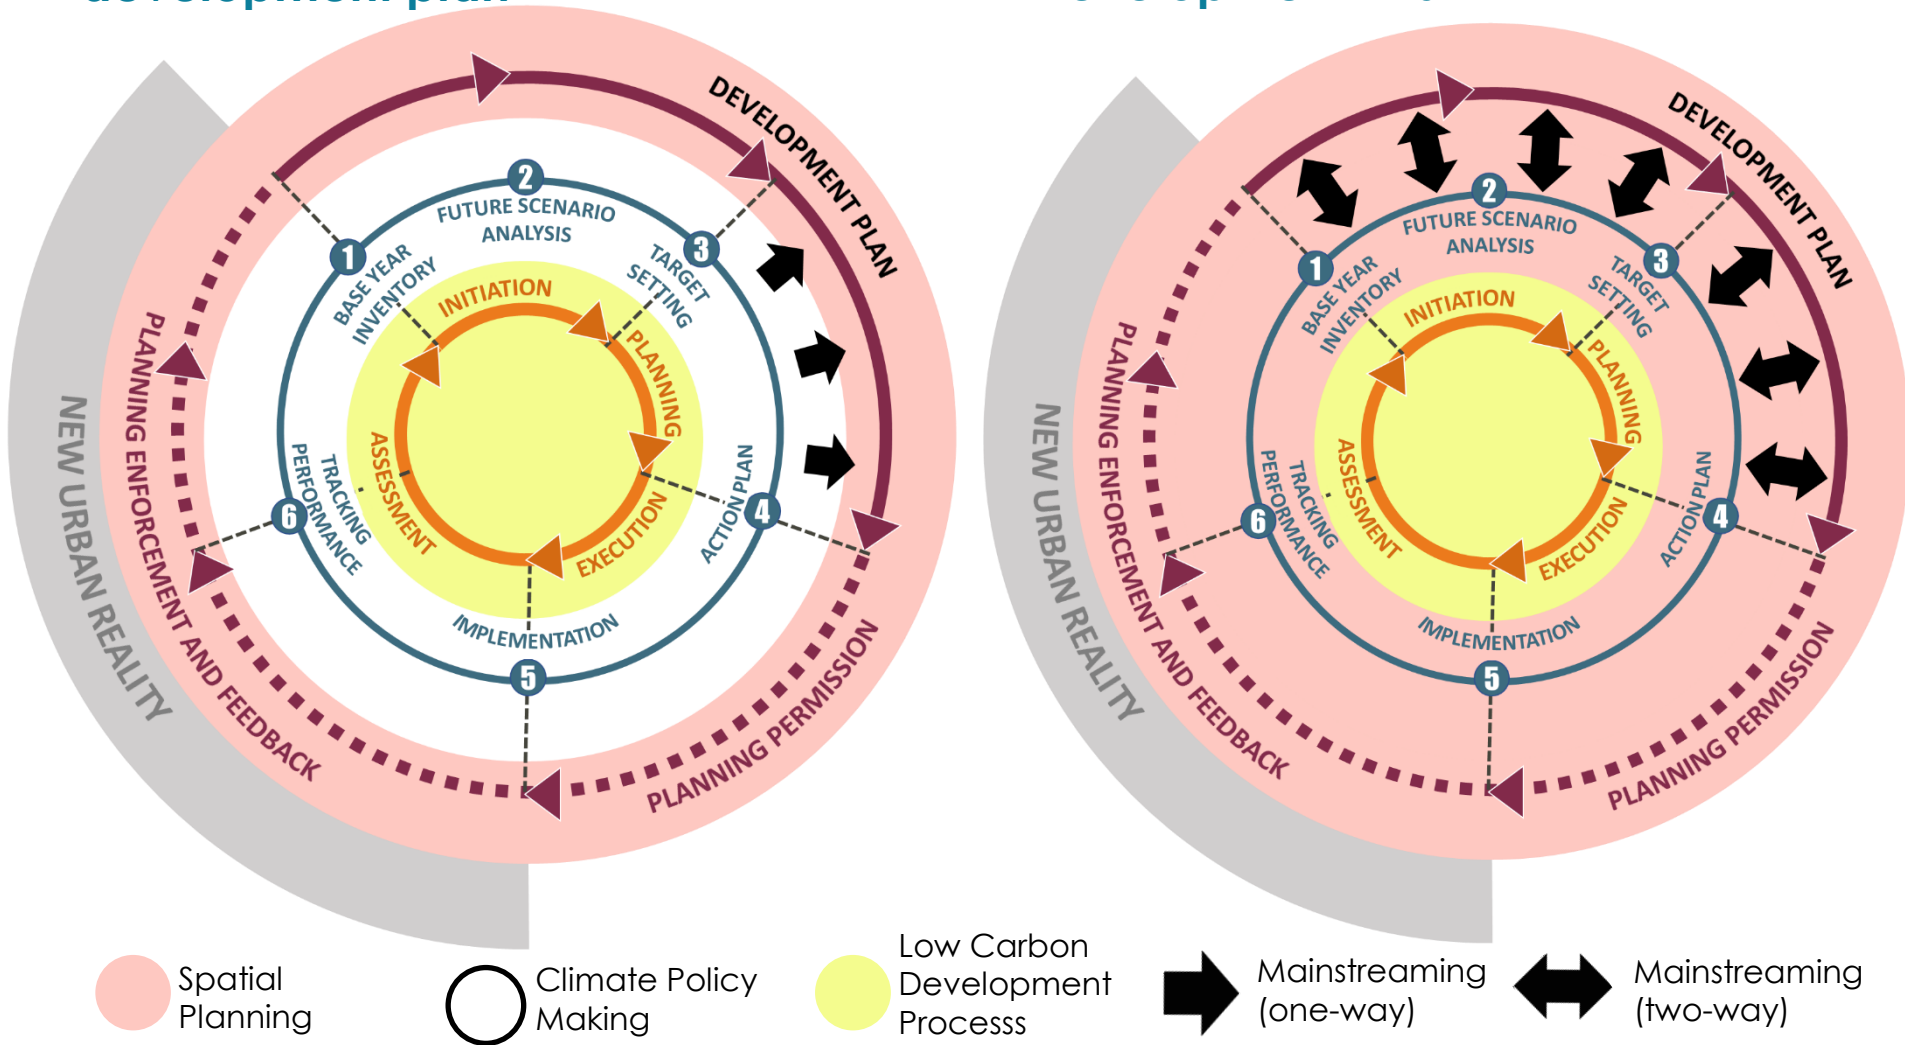 development plan
DEVELOPMENT PLAN
2
FUTURE SCENARIO
ANALYSIS
1
BASE YEAR
INVENTORY
3
TARGET
SETTING
INITIATION
PLANNING
EXECUTION
ASSESSMENT
4
ACTION PLAN
5
IMPLEMENTATION
6
TRACKING
PERFORMANCE
PLANNING PERMISSION
PLANNING ENFORCEMENT AND FEEDBACK
NEW URBAN REALITY
DEVELOPMENT PLAN
2
FUTURE SCENARIO
ANALYSIS
1
BASE YEAR
INVENTORY
3
TARGET
SETTING
INITIATION
PLANNING
EXECUTION
ASSESSMENT
4
ACTION PLAN
5
IMPLEMENTATION
6
TRACKING
PERFORMANCE
PLANNING PERMISSION
PLANNING ENFORCEMENT AND FEEDBACK
NEW URBAN REALITY
Spatial
Planning
Climate Policy
Making
Low Carbon
Development
Processs
Mainstreaming
(one-way)
Mainstreaming
(two-way)